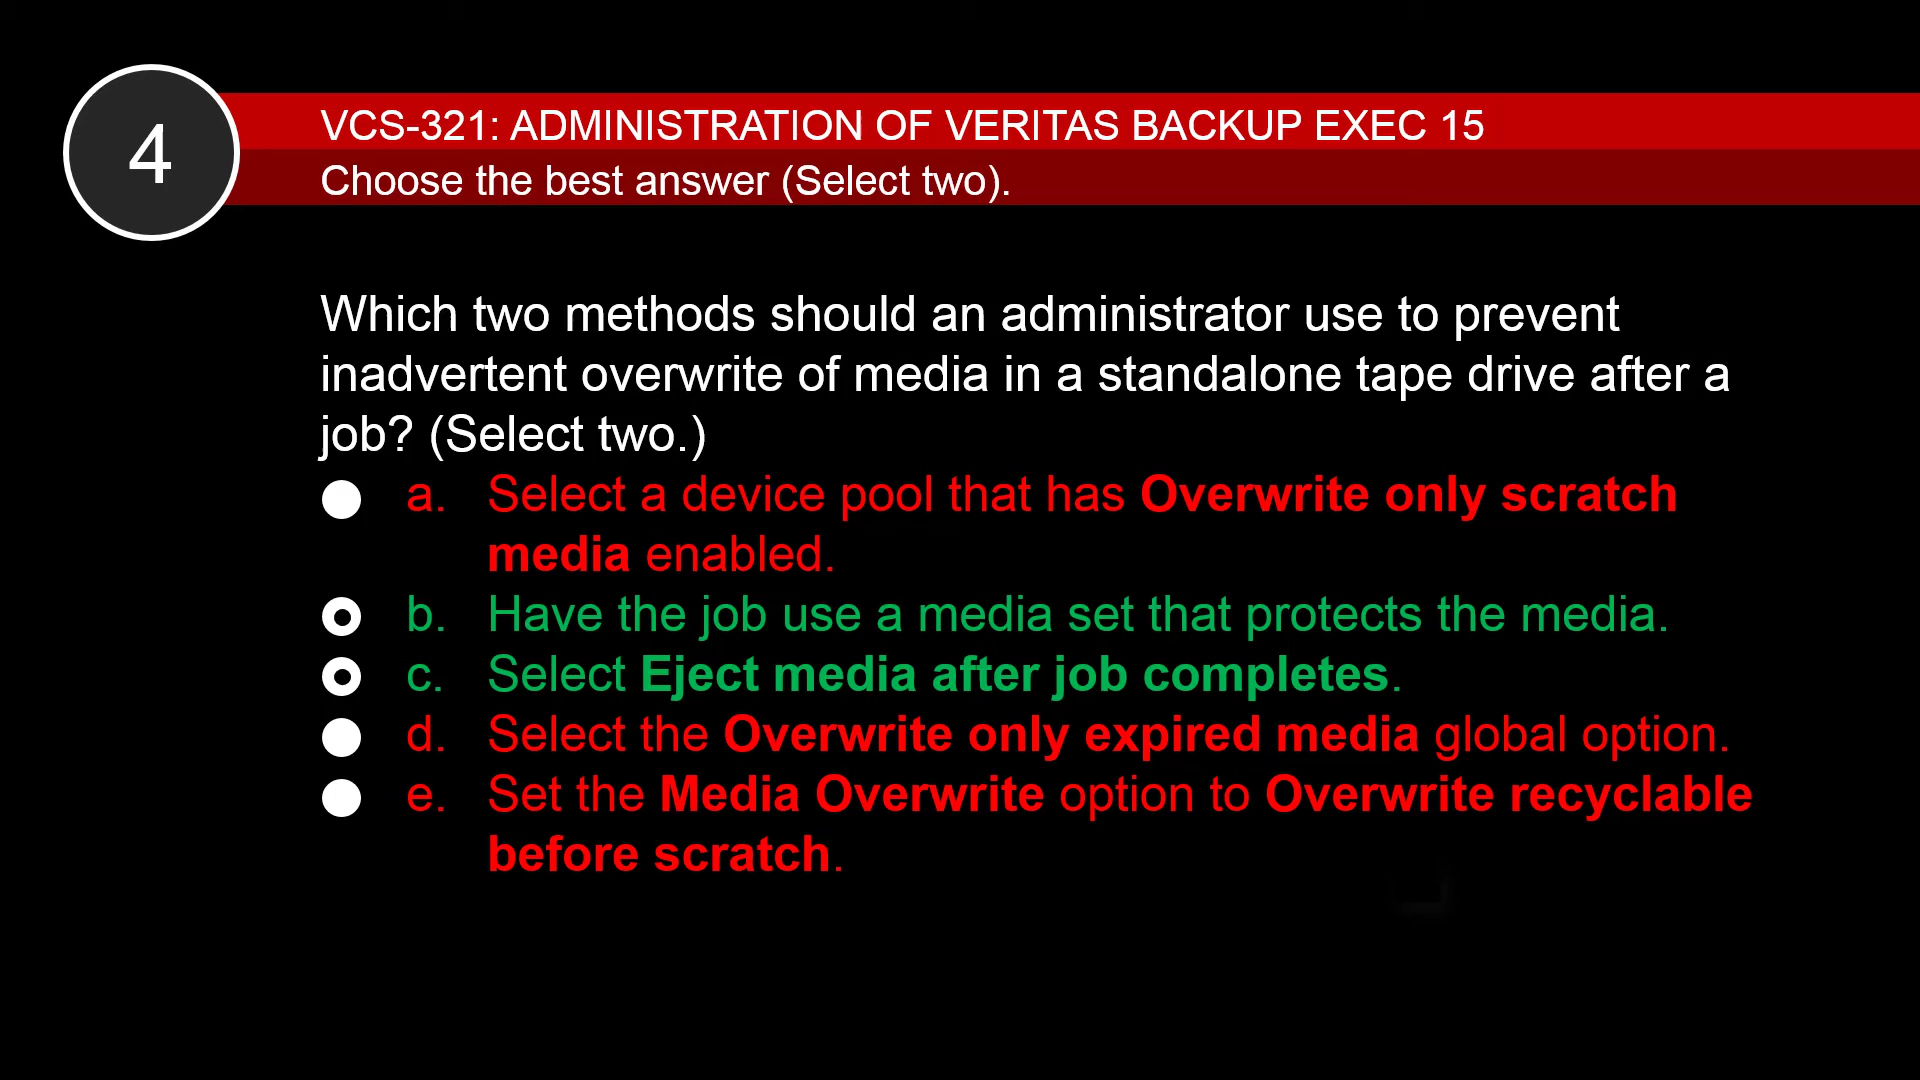 4
VCS-321: ADMINISTRATION OF VERITAS BACKUP EXEC 15
Choose the best answer (Select two).
Which two methods should an administrator use to prevent
inadvertent overwrite of media in a standalone tape drive after a
job? (Select two.)
a. Select a device pool that has Overwrite only scratch
media enabled.
b. Have the job use a media set that protects the media.
c. Select Eject media after job completes.
d. Select the Overwrite only expired media global option.
e. Set the Media Overwrite option to Overwrite recyclable
before scratch.